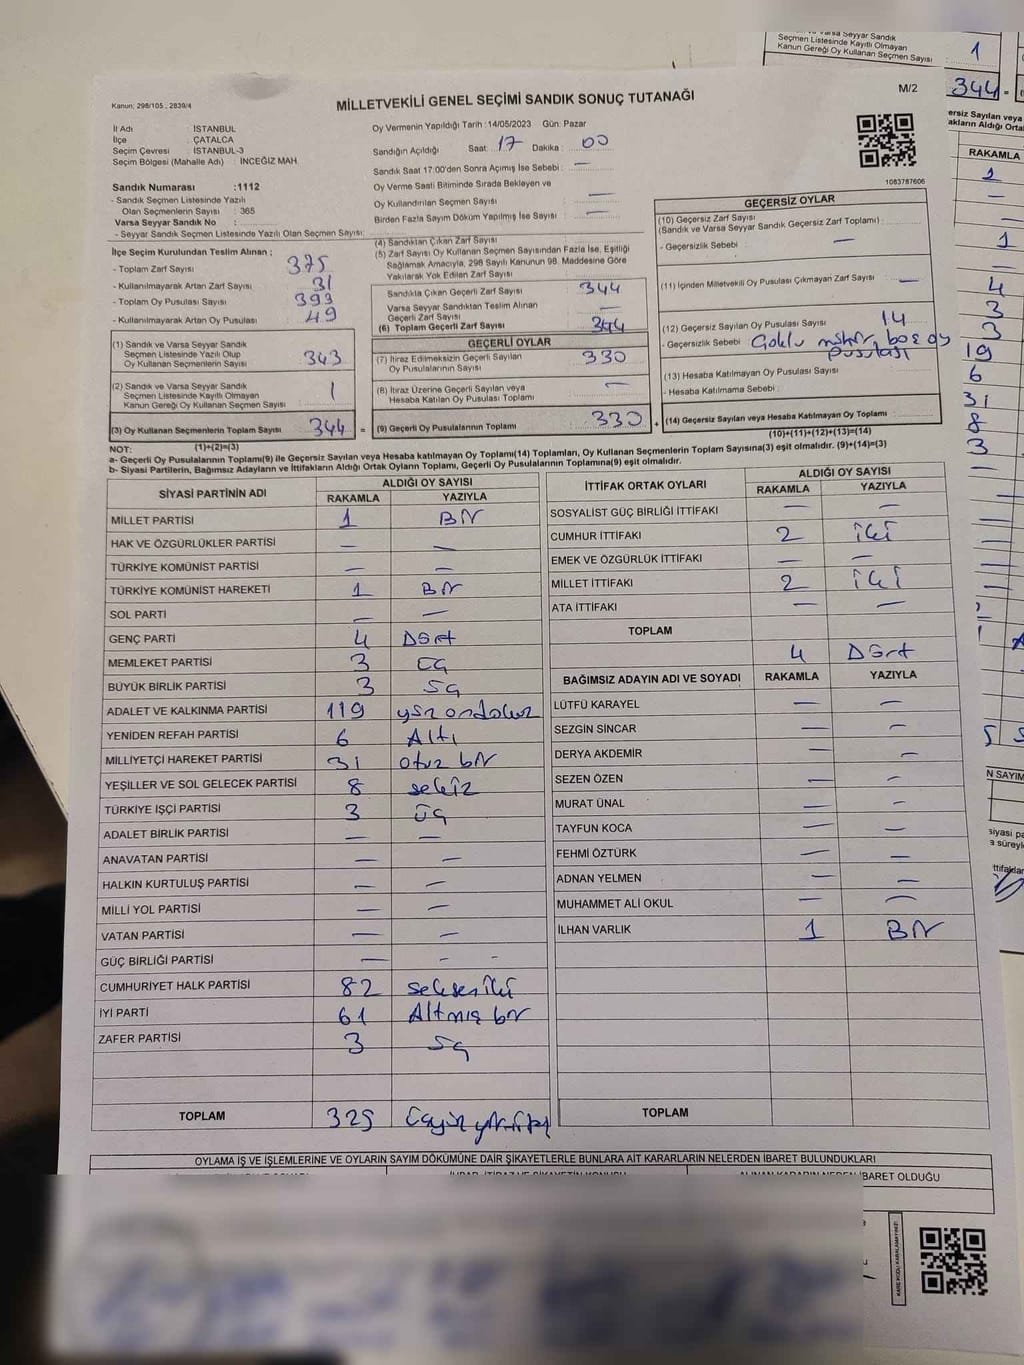 Kanun: 298/105 , 2839/4
MİLLETVEKİLİ GENEL SEÇİMİ SANDIK SONUÇ TUTANAĞI
M/2
İl Adı : İSTANBUL
İlçe : ÇATALCA
Seçim Çevresi : İSTANBUL-3
Seçim Bölgesi (Mahalle Adı) : İNCEĞİZ MAH.
Sandık Numarası :1112
- Sandık Seçmen Listesinde Yazılı
Olan Seçmenlerin Sayısı : 365
Varsa Seyyar Sandık No :
- Seyyar Sandık Seçmen Listesinde Yazılı Olan Seçmen Sayısı:
Oy Vermenin Yapıldığı Tarih :14/05/2023 Gün: Pazar
Sandığın Açıldığı Saat: 17 Dakika : 00
Sandık Saat 17:00'den Sonra Açımış İse Sebebi : —
Oy Verme Saati Bitiminde Sırada Bekleyen ve
Oy Kullandırılan Seçmen Sayısı : —
Birden Fazla Sayım Döküm Yapılmış İse Sayısı : —
1083787606
İlçe Seçim Kurulundan Teslim Alınan ;
- Toplam Zarf Sayısı : 375
- Kullanılmayarak Artan Zarf Sayısı : 31
- Toplam Oy Pusulası Sayısı : 393
- Kullanılmayarak Artan Oy Pusulası : 49
(1) Sandık ve Varsa Seyyar Sandık
Seçmen Listesinde Yazılı Olup
Oy Kullanan Seçmenlerin Sayısı : 343
(2) Sandık ve Varsa Seyyar Sandık
Seçmen Listesinde Kayıtlı Olmayan
Kanun Gereği Oy Kullanan Seçmen Sayısı : 1
(3) Oy Kullanan Seçmenlerin Toplam Sayısı : 344 =
(4) Sandıktan Çıkan Zarf Sayısı :
(5) Zarf Sayısı Oy Kullanan Seçmen Sayısından Fazla İse, Eşitliği
Sağlamak Amacıyla, 298 Sayılı Kanunun 98. Maddesine Göre
Yakılarak Yok Edilen Zarf Sayısı :
Sandıkta Çıkan Geçerli Zarf Sayısı : 344
Varsa Seyyar Sandıktan Teslim Alınan
Geçerli Zarf Sayısı : —
(6) Toplam Geçerli Zarf Sayısı : 344
GEÇERLİ OYLAR
(7) İtiraz Edilmeksizin Geçerli Sayılan
Oy Pusulalarının Sayısı : 330
(8) İtiraz Üzerine Geçerli Sayılan veya
Hesaba Katılan Oy Pusulası Toplamı : —
(9) Geçerli Oy Pusulalarının Toplamı : 330 +
GEÇERSİZ OYLAR
(10) Geçersiz Zarf Sayısı
(Sandık ve Varsa Seyyar Sandık Geçersiz Zarf Toplamı) :
- Geçersizlik Sebebi : —
(11) İçinden Milletvekili Oy Pusulası Çıkmayan Zarf Sayısı : —
(12) Geçersiz Sayılan Oy Pusulası Sayısı : 14
- Geçersizlik Sebebi : Çoklu mühür, boş oy
pusulası
(13) Hesaba Katılmayan Oy Pusulası Sayısı :
- Hesaba Katılmama Sebebi :
(14) Geçersiz Sayılan veya Hesaba Katılmayan Oy Toplamı :
NOT: (1)+(2)=(3) (10)+(11)+(12)+(13)=(14)
a- Geçerli Oy Pusulalarının Toplamı(9) ile Geçersiz Sayılan veya Hesaba katılmayan Oy Toplamı(14) Toplamları, Oy Kullanan Seçmenlerin Toplam Sayısına(3) eşit olmalıdır. (9)+(14)=(3)
b- Siyasi Partilerin, Bağımsız Adayların ve İttifakların Aldığı Ortak Oyların Toplamı, Geçerli Oy Pusulalarının Toplamına(9) eşit olmalıdır.
SİYASİ PARTİNİN ADI ALDIĞI OY SAYISI
RAKAMLA YAZIYLA
MİLLET PARTİSİ 1 Bir
HAK VE ÖZGÜRLÜKLER PARTİSİ — —
TÜRKİYE KOMÜNİST PARTİSİ — —
TÜRKİYE KOMÜNİST HAREKETİ 1 Bir
SOL PARTİ — —
GENÇ PARTİ 4 Dört
MEMLEKET PARTİSİ 3 üç
BÜYÜK BİRLİK PARTİSİ 3 üç
ADALET VE KALKINMA PARTİSİ 119 yüz ondokuz
YENİDEN REFAH PARTİSİ 6 Altı
MİLLİYETÇİ HAREKET PARTİSİ 31 otuz bir
YEŞİLLER VE SOL GELECEK PARTİSİ 8 sekiz
TÜRKİYE İŞÇİ PARTİSİ 3 üç
ADALET BİRLİK PARTİSİ — —
ANAVATAN PARTİSİ — —
HALKIN KURTULUŞ PARTİSİ — —
MİLLİ YOL PARTİSİ — —
VATAN PARTİSİ — —
GÜÇ BİRLİĞİ PARTİSİ — - -
CUMHURİYET HALK PARTİSİ 82 seksen iki
İYİ PARTİ 61 Altmış bir
ZAFER PARTİSİ 3 üç
TOPLAM 325
İTTİFAK ORTAK OYLARI ALDIĞI OY SAYISI
RAKAMLA YAZIYLA
SOSYALİST GÜÇ BİRLİĞİ İTTİFAKI — —
CUMHUR İTTİFAKI 2 iki
EMEK VE ÖZGÜRLÜK İTTİFAKI — —
MİLLET İTTİFAKI 2 iki
ATA İTTİFAKI — —
TOPLAM 4 Dört
BAĞIMSIZ ADAYIN ADI VE SOYADI RAKAMLA YAZIYLA
LÜTFÜ KARAYEL — —
SEZGİN SİNCAR — —
DERYA AKDEMİR — —
SEZEN ÖZEN — —
MURAT ÜNAL — —
TAYFUN KOCA — —
FEHMİ ÖZTÜRK — —
ADNAN YELMEN — —
MUHAMMET ALİ OKUL — —
İLHAN VARLIK 1 Bir
TOPLAM
OYLAMA İŞ VE İŞLEMLERİNE VE OYLARIN SAYIM DÖKÜMÜNE DAİR ŞİKAYETLERLE BUNLARA AİT KARARLARIN NELERDEN İBARET BULUNDUKLARI
ALINAN KARARIN NEDEN İBARET OLDUĞU
ve Varsa Seyyar Sandık
Seçmen Listesinde Kayıtlı Olmayan
Kanun Gereği Oy Kullanan Seçmen Sayısı 1
344 =
RAKAMLA
1
—
1
—
4
3
3
19
6
31
8
3